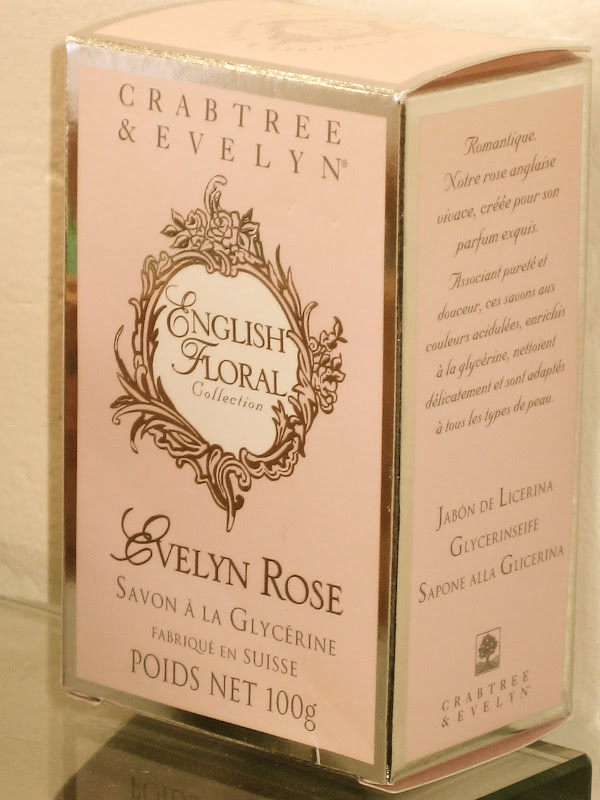 CRABTREE
& EVELYN®
ENGLISH
FLORAL
Collection
EVELYN ROSE
SAVON À LA GLYCÉRINE
FABRIQUÉ EN SUISSE
POIDS NET 100g
Romantique.
Notre rose anglaise
vivace, créée pour son
parfum exquis.
Associant pureté et
douceur, ces savons aux
couleurs acidulées, enrichis
à la glycérine, nettoient
délicatement et sont adaptés
à tous les types de peau.
JABÓN DE LICERINA
GLYCERINSEIFE
SAPONE ALLA GLICERINA
CRABTREE
& EVELYN